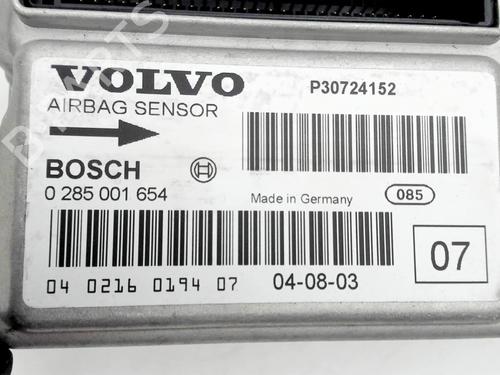 VOLVO
P30724152
AIRBAG SENSOR
BOSCH
0 285 001 654
Made in Germany
085
07
04 0216 0194 07
04-08-03